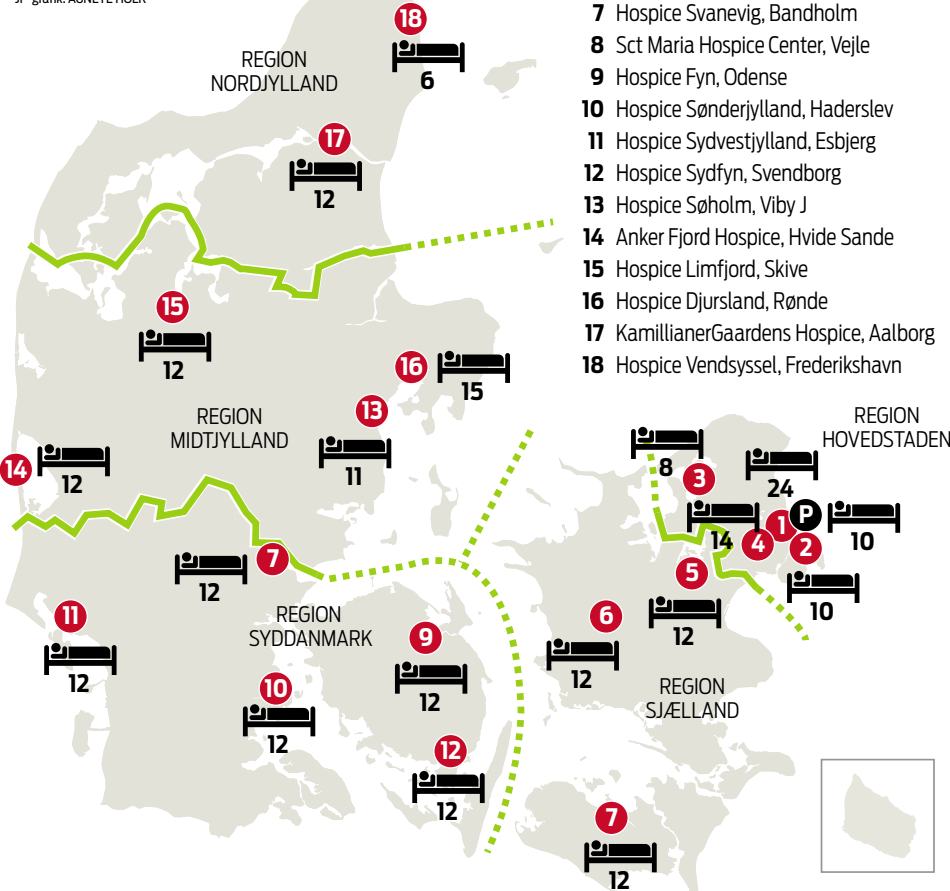 7 Hospice Svanevig, Bandholm
8 Sct Maria Hospice Center, Vejle
9 Hospice Fyn, Odense
10 Hospice Sønderjylland, Haderslev
11 Hospice Sydvestjylland, Esbjerg
12 Hospice Sydfyn, Svendborg
13 Hospice Søholm, Viby J
14 Anker Fjord Hospice, Hvide Sande
15 Hospice Limfjord, Skive
16 Hospice Djursland, Rønde
17 KamillianerGaardens Hospice, Aalborg
18 Hospice Vendsyssel, Frederikshavn
18
6
REGION
NORDJYLLAND
17
12
15
12
16
15
13
11
REGION
MIDTJYLLAND
14
12
7
12
11
12
REGION
SYDDANMARK
9
12
10
12
12
12
REGION
HOVEDSTADEN
8
3
24
14
4
1
P
2
10
10
5
12
6
12
REGION
SJÆLLAND
7
12